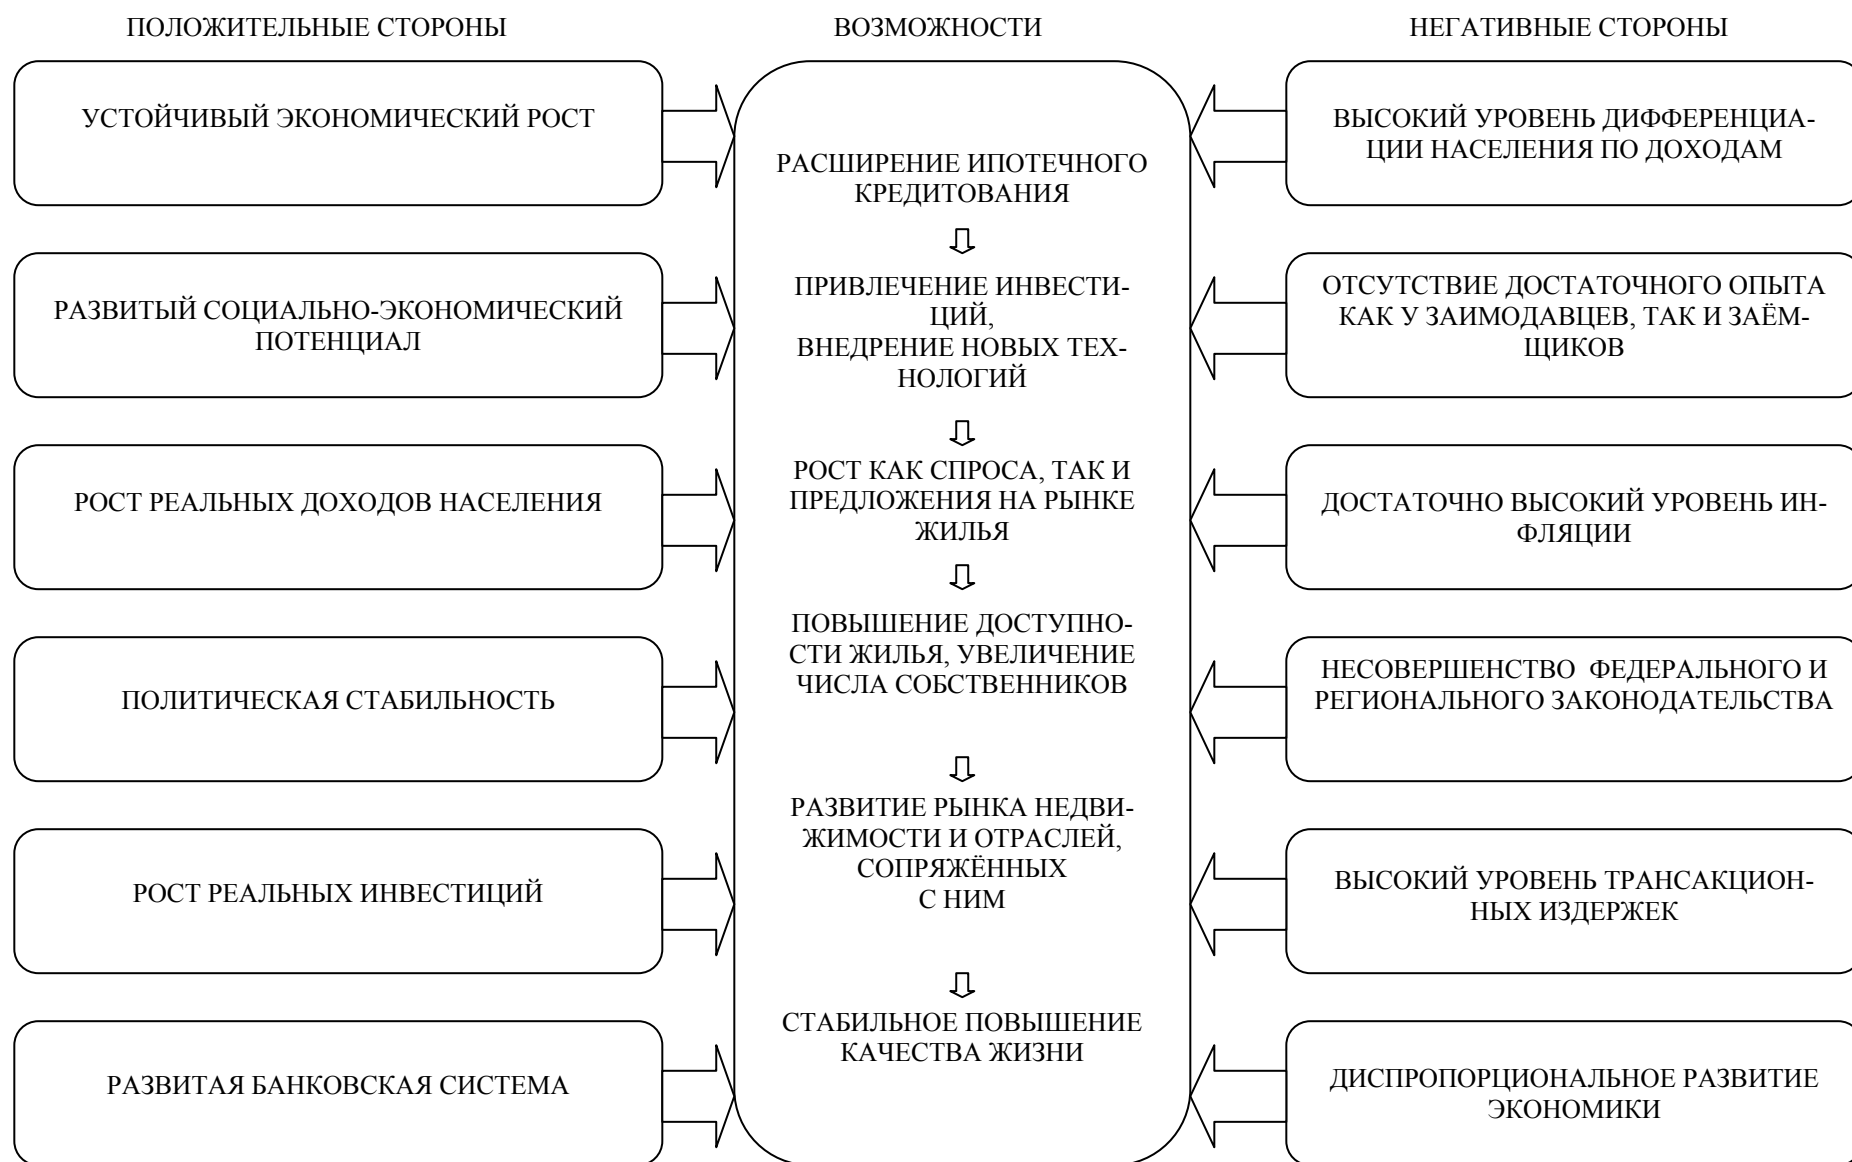 ПОЛОЖИТЕЛЬНЫЕ СТОРОНЫ
УСТОЙЧИВЫЙ ЭКОНОМИЧЕСКИЙ РОСТ
РАЗВИТЫЙ СОЦИАЛЬНО-ЭКОНОМИЧЕСКИЙ
ПОТЕНЦИАЛ
РОСТ РЕАЛЬНЫХ ДОХОДОВ НАСЕЛЕНИЯ
ПОЛИТИЧЕСКАЯ СТАБИЛЬНОСТЬ
РОСТ РЕАЛЬНЫХ ИНВЕСТИЦИЙ
РАЗВИТАЯ БАНКОВСКАЯ СИСТЕМА
ВОЗМОЖНОСТИ
РАСШИРЕНИЕ ИПОТЕЧНОГО
КРЕДИТОВАНИЯ
ПРИВЛЕЧЕНИЕ ИНВЕСТИ-
ЦИЙ,
ВНЕДРЕНИЕ НОВЫХ ТЕХ-
НОЛОГИЙ
РОСТ КАК СПРОСА, ТАК И
ПРЕДЛОЖЕНИЯ НА РЫНКЕ
ЖИЛЬЯ
ПОВЫШЕНИЕ ДОСТУПНО-
СТИ ЖИЛЬЯ, УВЕЛИЧЕНИЕ
ЧИСЛА СОБСТВЕННИКОВ
РАЗВИТИЕ РЫНКА НЕДВИ-
ЖИМОСТИ И ОТРАСЛЕЙ,
СОПРЯЖЁННЫХ
С НИМ
СТАБИЛЬНОЕ ПОВЫШЕНИЕ
КАЧЕСТВА ЖИЗНИ
НЕГАТИВНЫЕ СТОРОНЫ
ВЫСОКИЙ УРОВЕНЬ ДИФФЕРЕНЦИА-
ЦИИ НАСЕЛЕНИЯ ПО ДОХОДАМ
ОТСУТСТВИЕ ДОСТАТОЧНОГО ОПЫТА
КАК У ЗАИМОДАВЦЕВ, ТАК И ЗАЁМ-
ЩИКОВ
ДОСТАТОЧНО ВЫСОКИЙ УРОВЕНЬ ИН-
ФЛЯЦИИ
НЕСОВЕРШЕНСТВО ФЕДЕРАЛЬНОГО И
РЕГИОНАЛЬНОГО ЗАКОНОДАТЕЛЬСТВА
ВЫСОКИЙ УРОВЕНЬ ТРАНСАКЦИОН-
НЫХ ИЗДЕРЖЕК
ДИСПРОПОРЦИОНАЛЬНОЕ РАЗВИТИЕ
ЭКОНОМИКИ